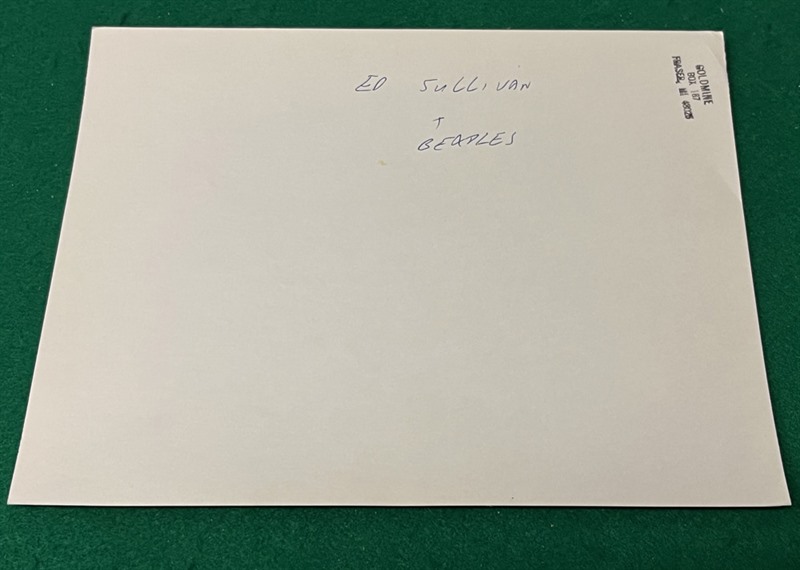 ED SULLIVAN
+
BEATLES
GOLDMINE
BOX 187
FRASER, MI 48026